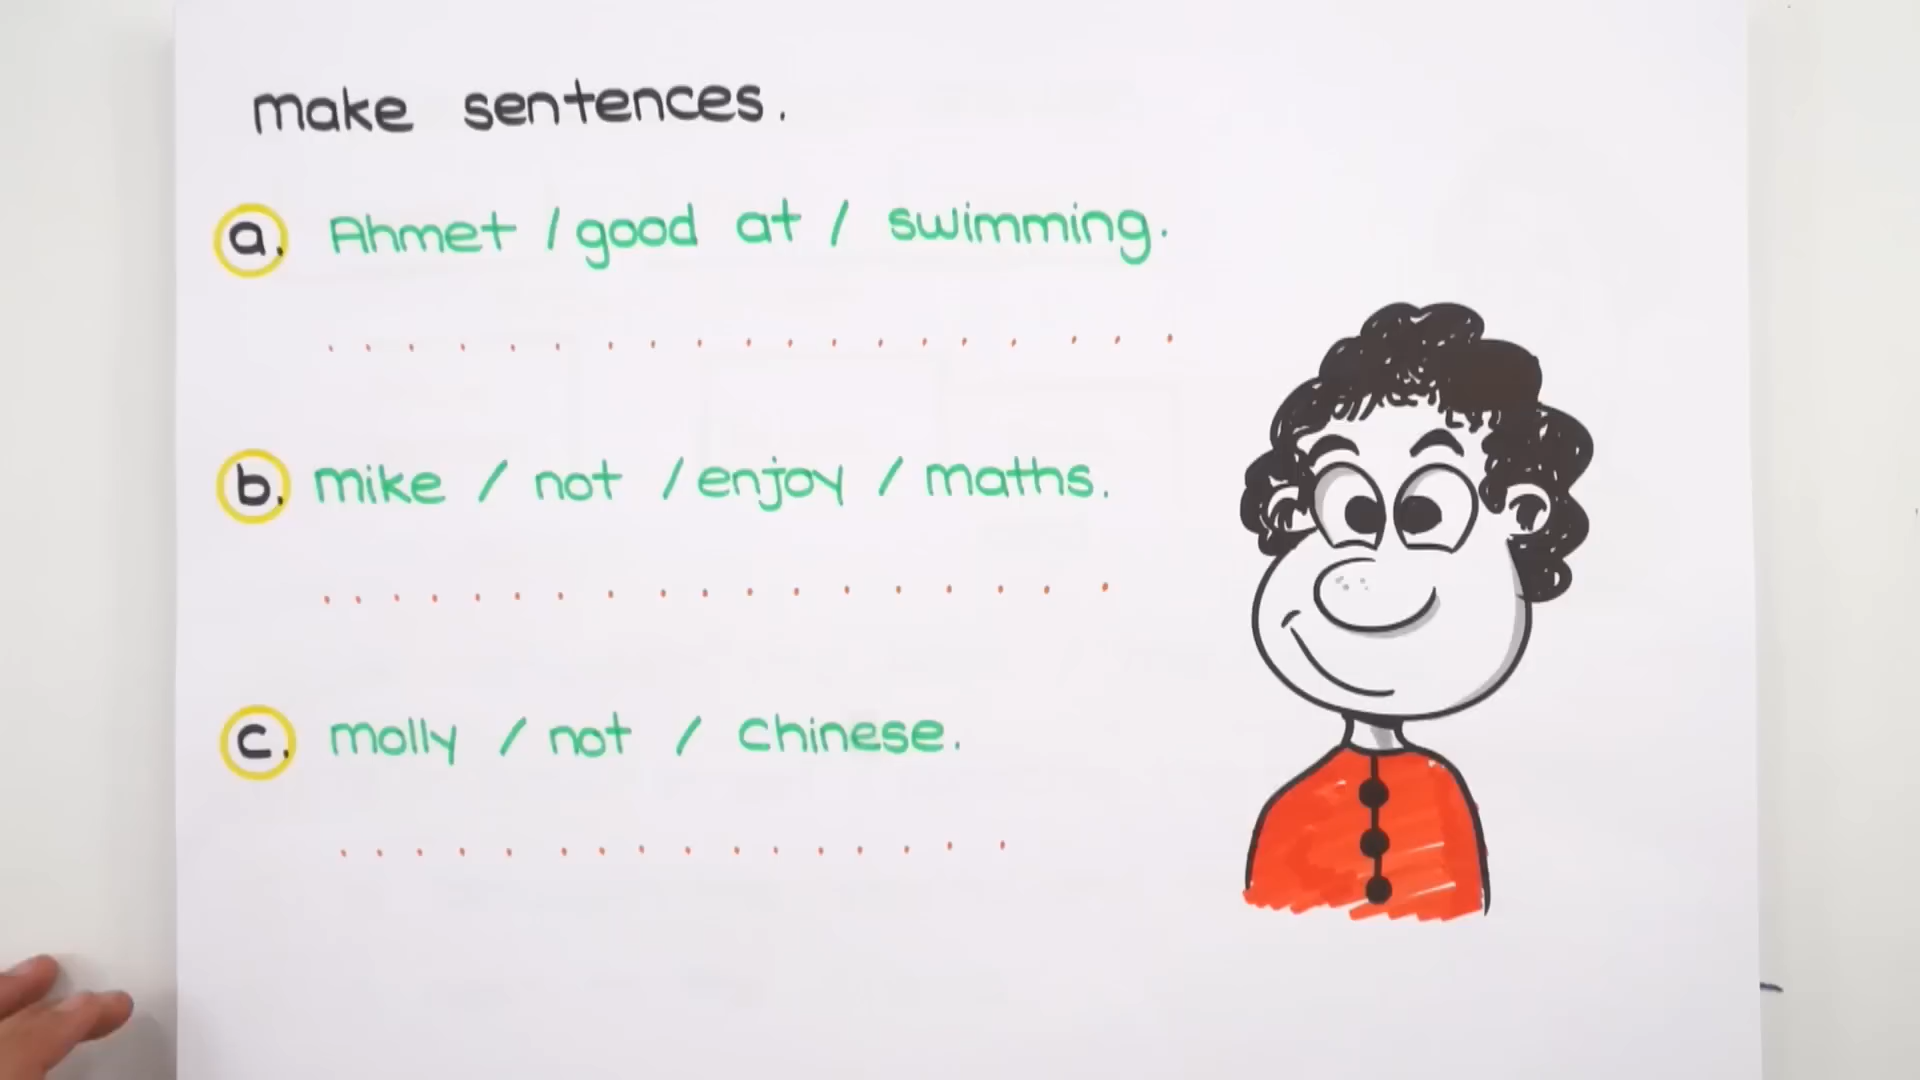 make sentences.
a. Ahmet / good at / swimming.
b. mike / not / enjoy / maths.
c. molly / not / Chinese.